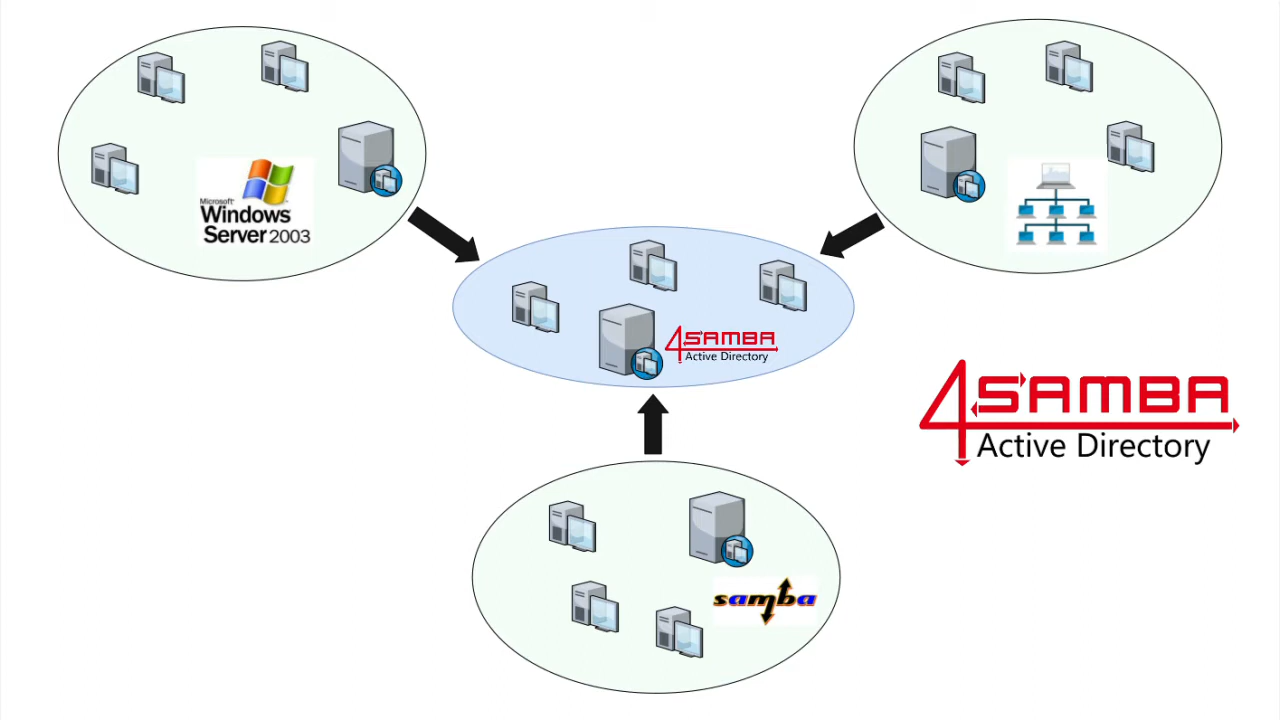 Microsoft
Windows
Server 2003
4SAMBA
Active Directory
4SAMBA
Active Directory
samba